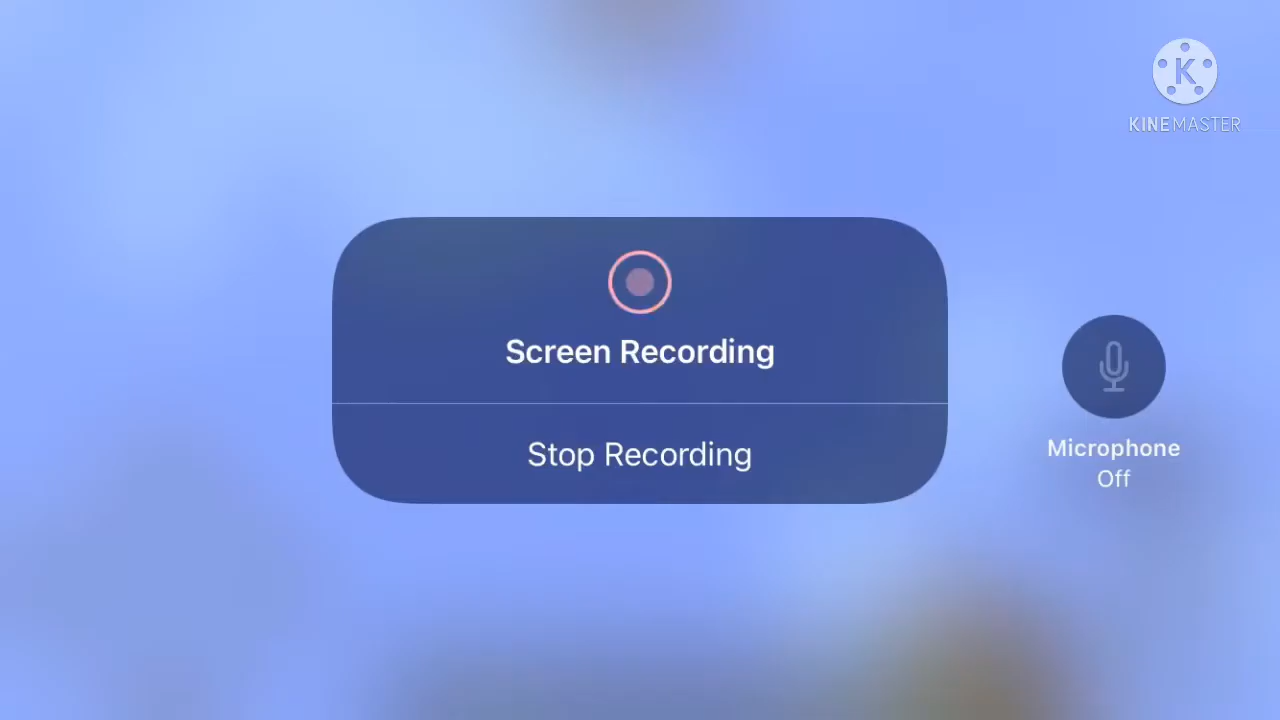 K
KINEMASTER
Screen Recording
Stop Recording
Microphone
Off